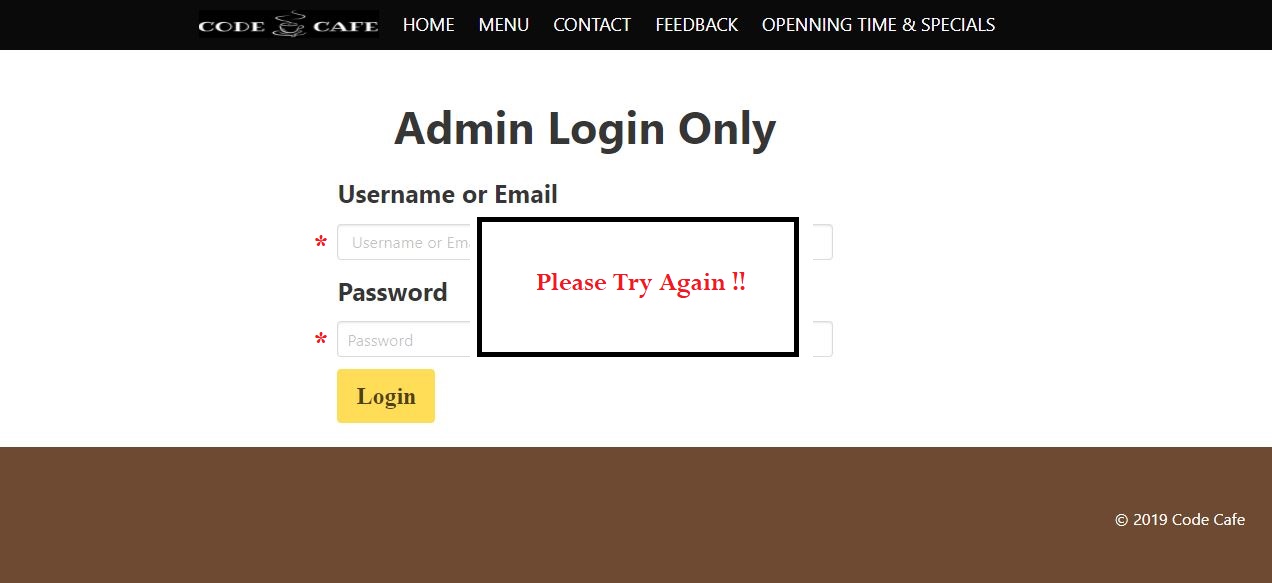 CODE CAFE HOME MENU CONTACT FEEDBACK OPENNING TIME & SPECIALS
Admin Login Only
Username or Email
* Username or Ema
Please Try Again !!
Password
* Password
Login
© 2019 Code Cafe